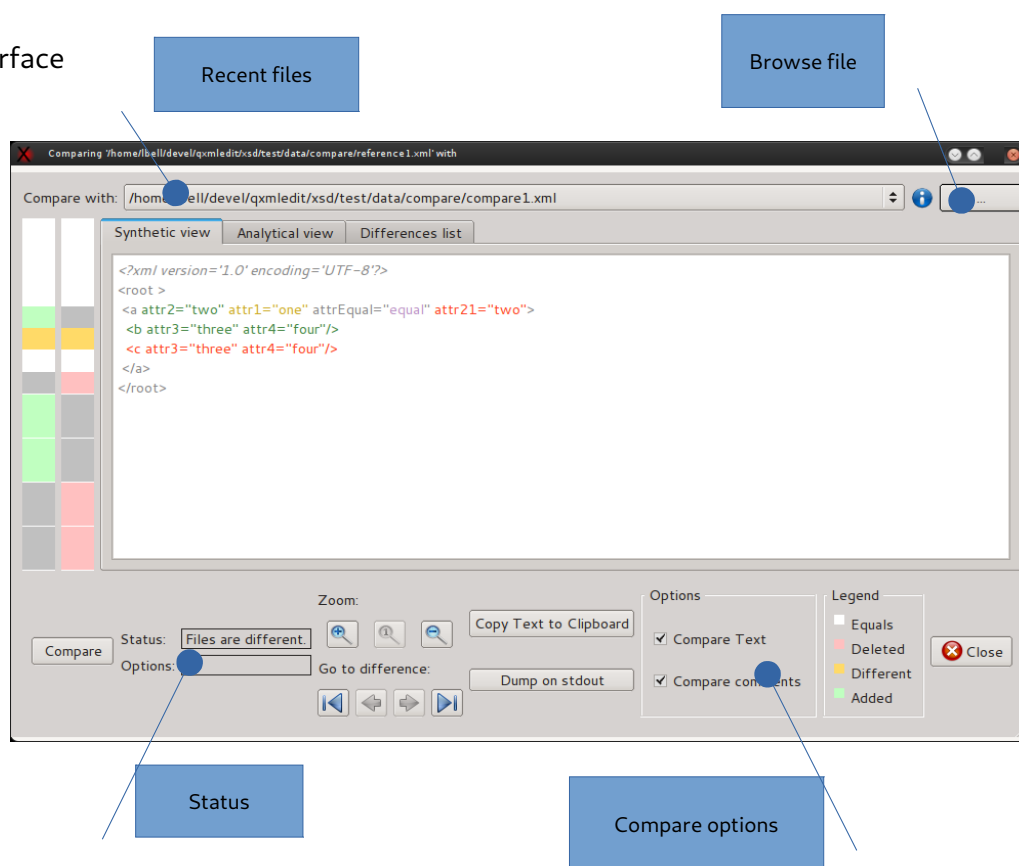 rface
Recent files
Browse file
Comparing '/home/lbell/devel/qxmledit/xsd/test/data/compare/reference1.xml' with
Compare with: /home/lbell/devel/qxmledit/xsd/test/data/compare/compare1.xml
...
Synthetic view Analytical view Differences list
<?xml version='1.0' encoding='UTF-8'?>
<root >
<a attr2="two" attr1="one" attrEqual="equal" attr21="two">
<b attr3="three" attr4="four"/>
<c attr3="three" attr4="four"/>
</a>
</root>
Compare
Status: Files are different.
Options:
Zoom:
Go to difference:
Copy Text to Clipboard
Dump on stdout
Options
Compare Text
Compare comments
Legend
Equals
Deleted
Different
Added
Close
Status
Compare options